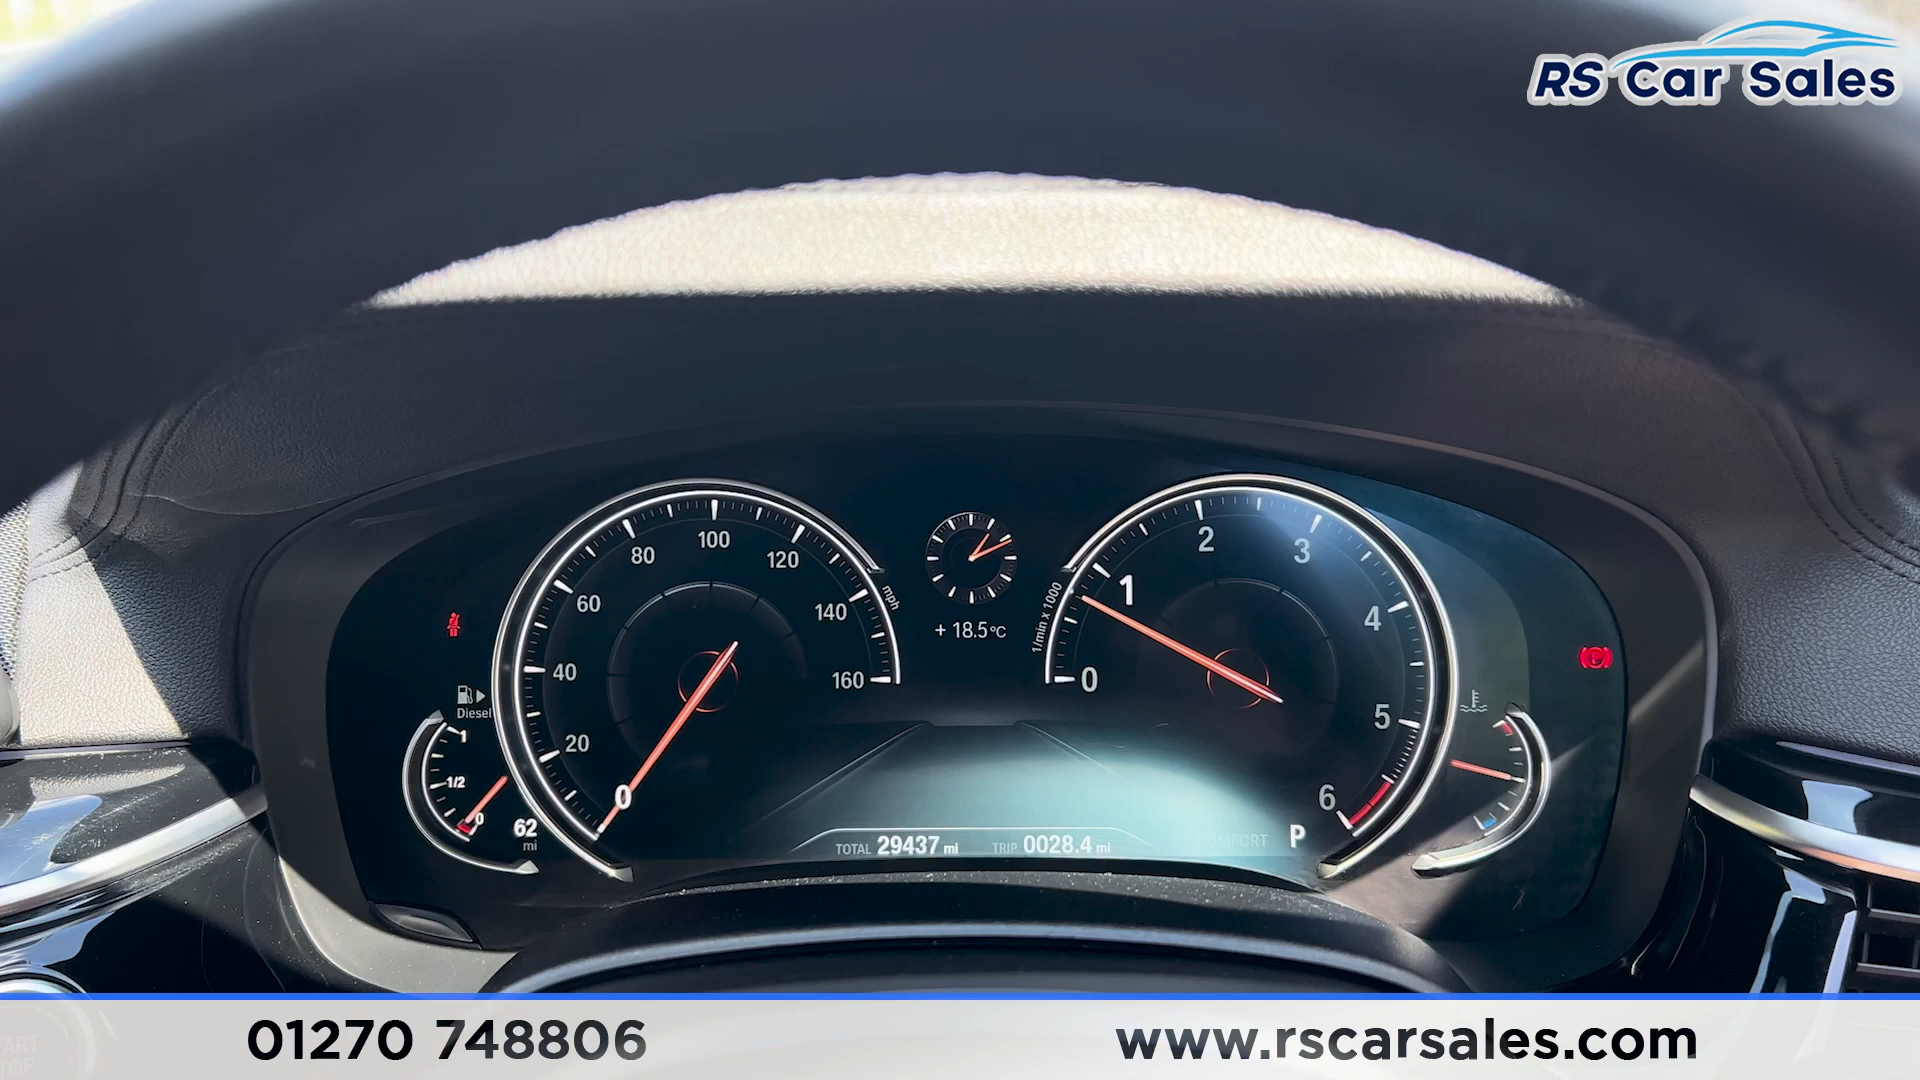 RS Car Sales
80
100
120
60
140
mph
40
160
20
0
+ 18.5°C
1/min x 1000
0
1
2
3
4
5
6
Diesel
1
1/2
0
62
mi
TOTAL 29437 mi TRIP 0028.4 mi
COMFORT
P
01270 748806
www.rscarsales.com